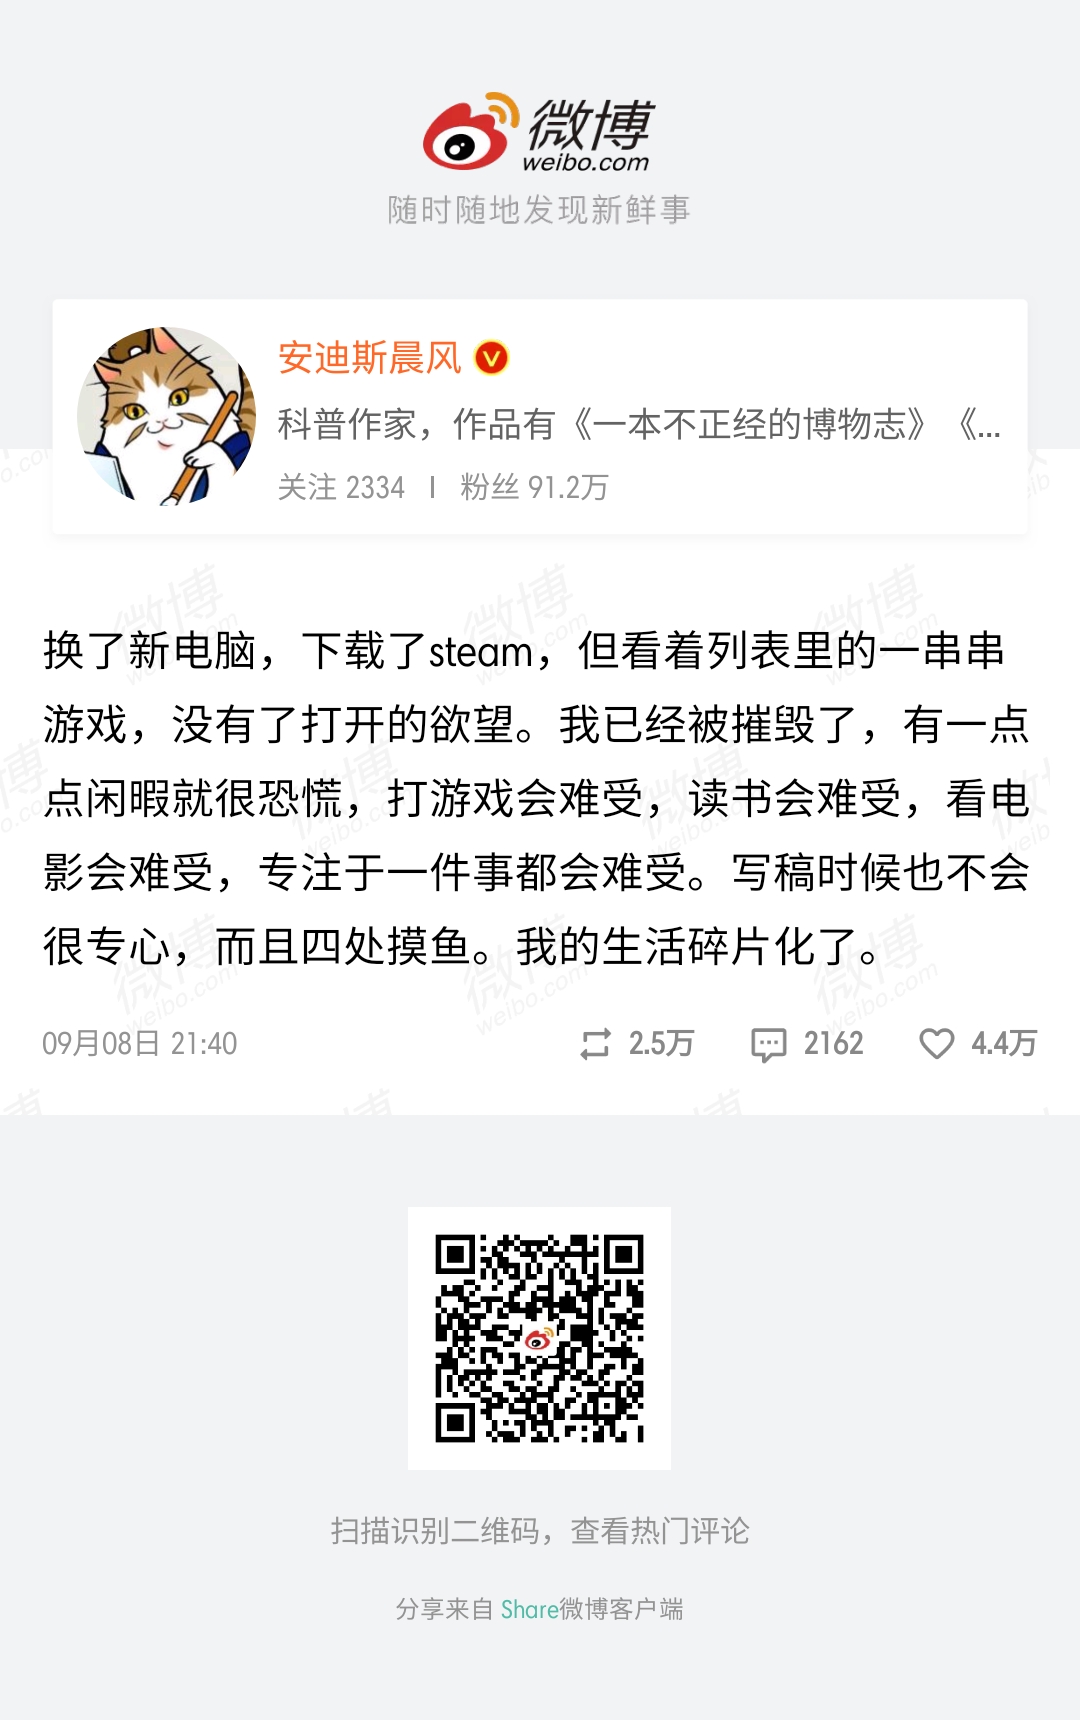 微博
weibo.com
随时随地发现新鲜事
安迪斯晨风
科普作家，作品有《一本不正经的博物志》《...
关注 2334 | 粉丝 91.2万
换了新电脑，下载了steam，但看着列表里的一串串
游戏，没有了打开的欲望。我已经被摧毁了，有一点
点闲暇就很恐慌，打游戏会难受，读书会难受，看电
影会难受，专注于一件事都会难受。写稿时候也不会
很专心，而且四处摸鱼。我的生活碎片化了。
09月08日 21:40 2.5万 2162 4.4万
扫描识别二维码，查看热门评论
分享来自 Share微博客户端